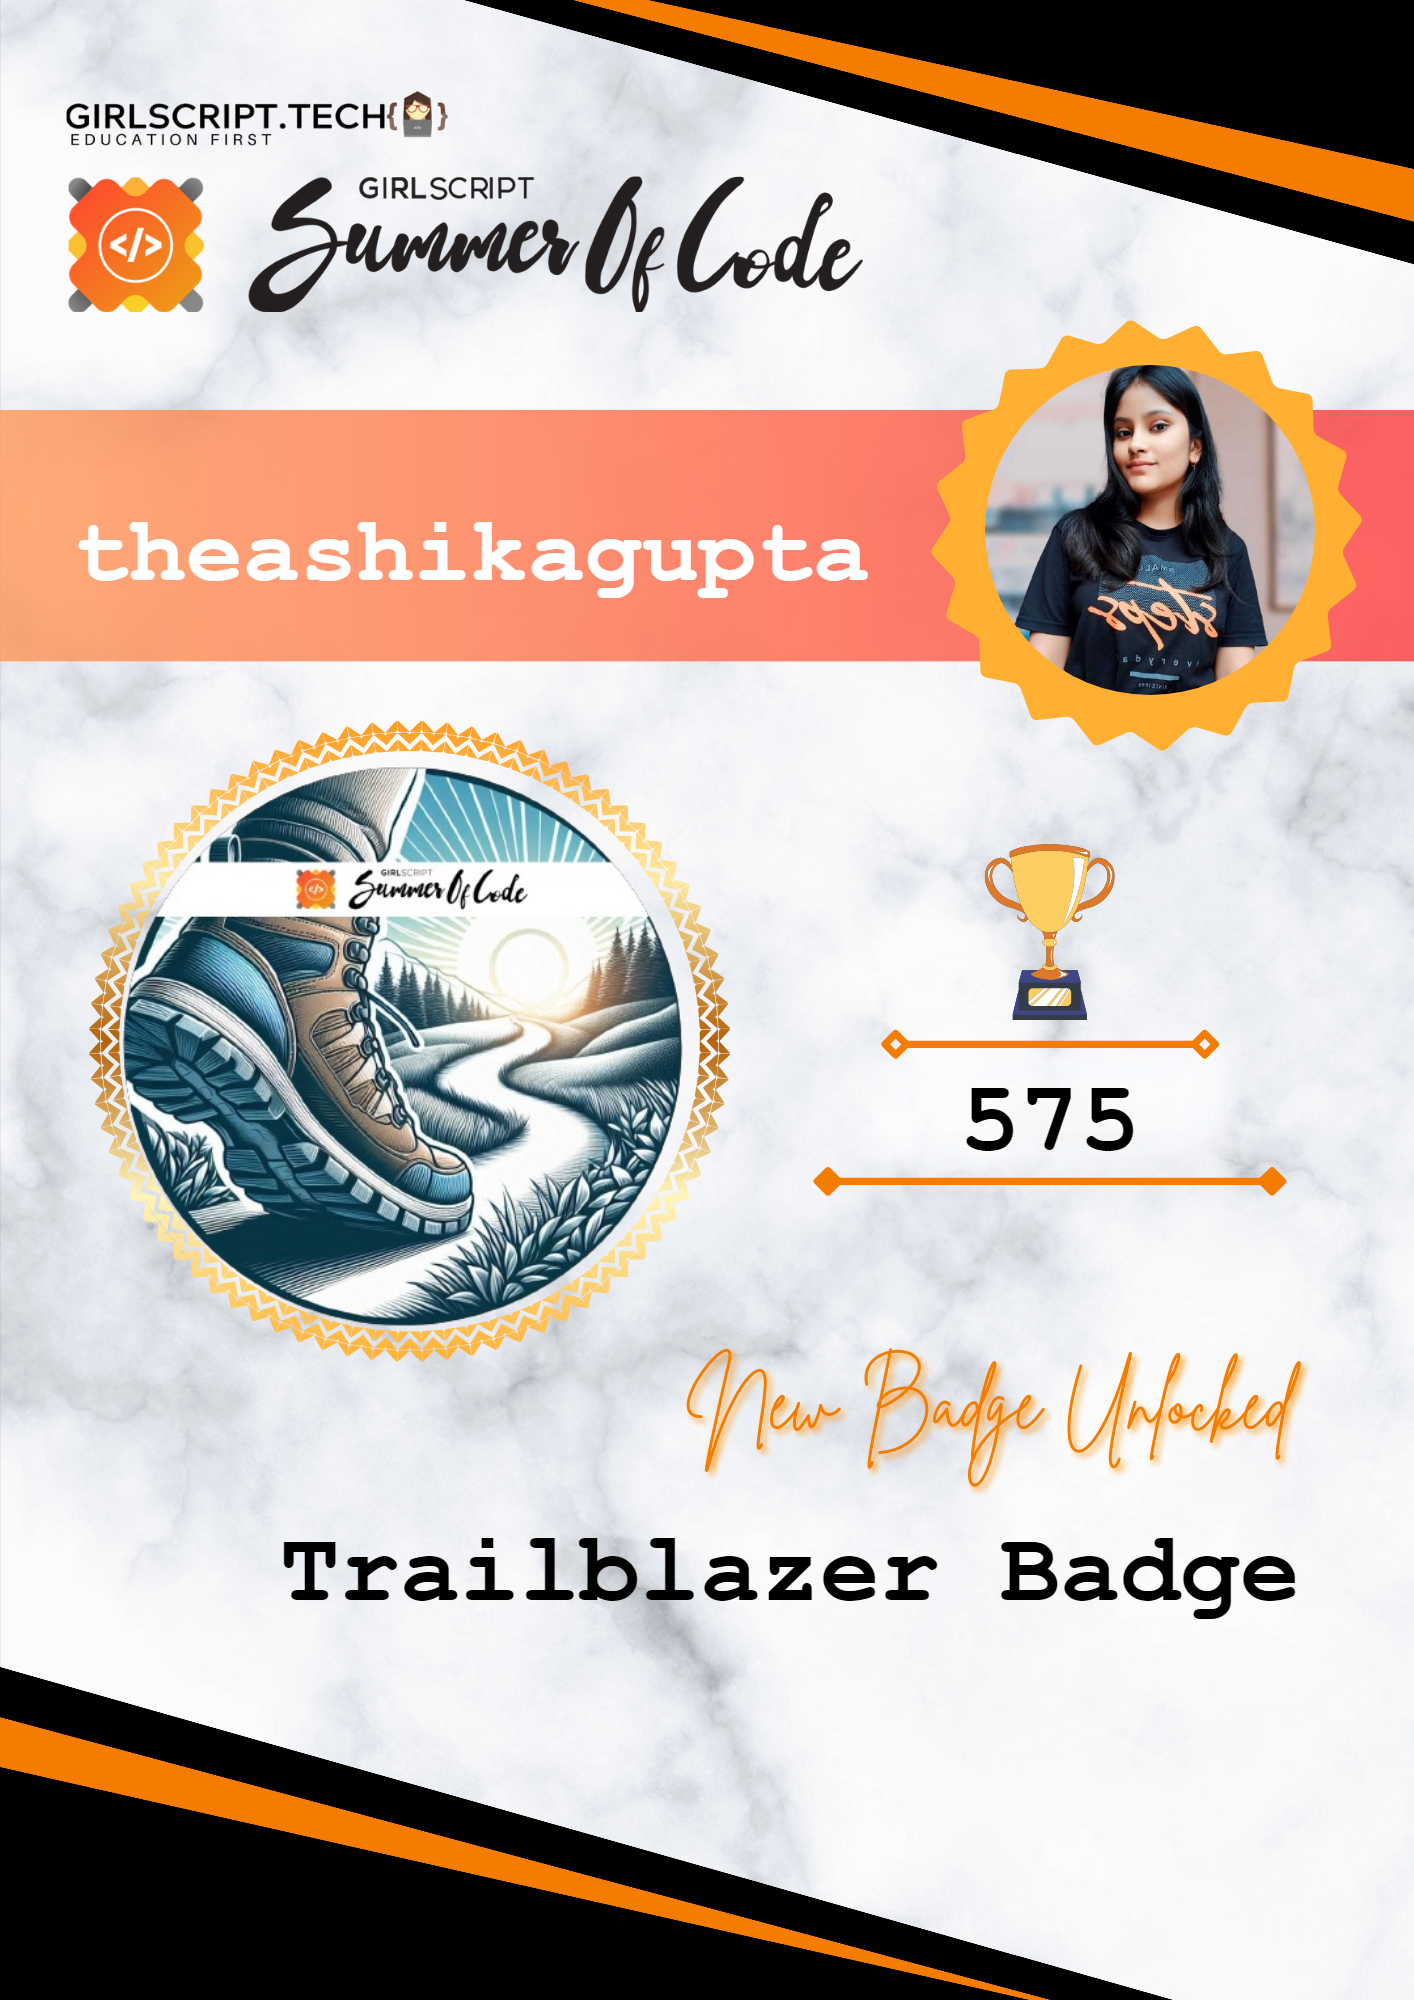 GIRLSCRIPT.TECH{ }
EDUCATION FIRST
GIRLSCRIPT
Summer Of Code
</>
theashikagupta
steps
GIRLSCRIPT
Summer Of Code
</>
575
New Badge Unlocked
Trailblazer Badge